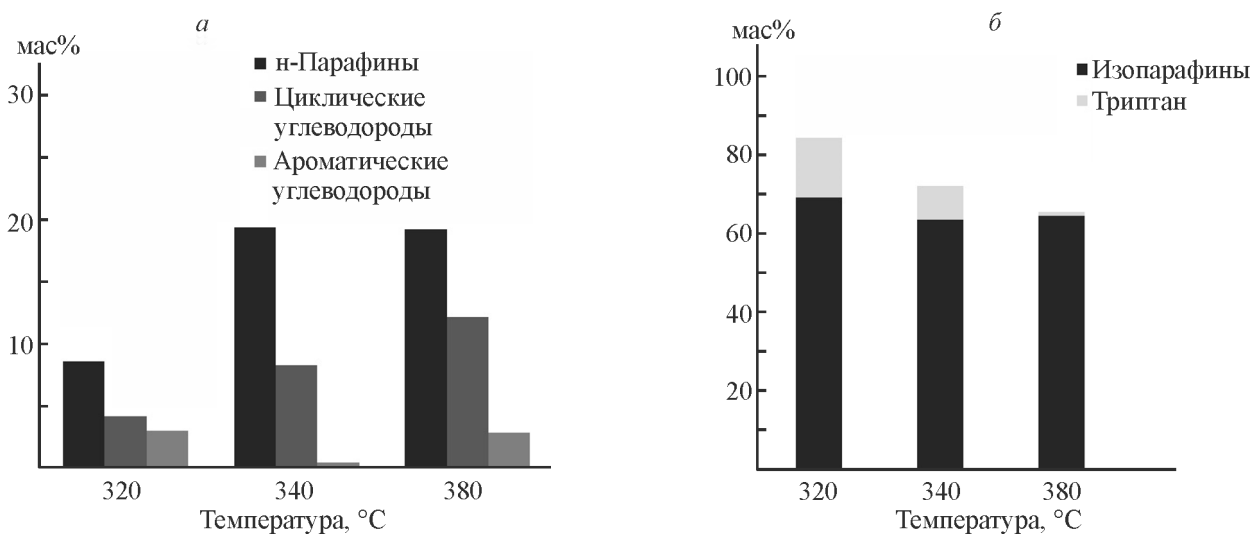 а
мас%
30
20
10
н-Парафины
Циклические
углеводороды
Ароматические
углеводороды
320
340
380
Температура, °C
б
мас%
100
80
60
40
20
Изопарафины
Триптан
320
340
380
Температура, °C